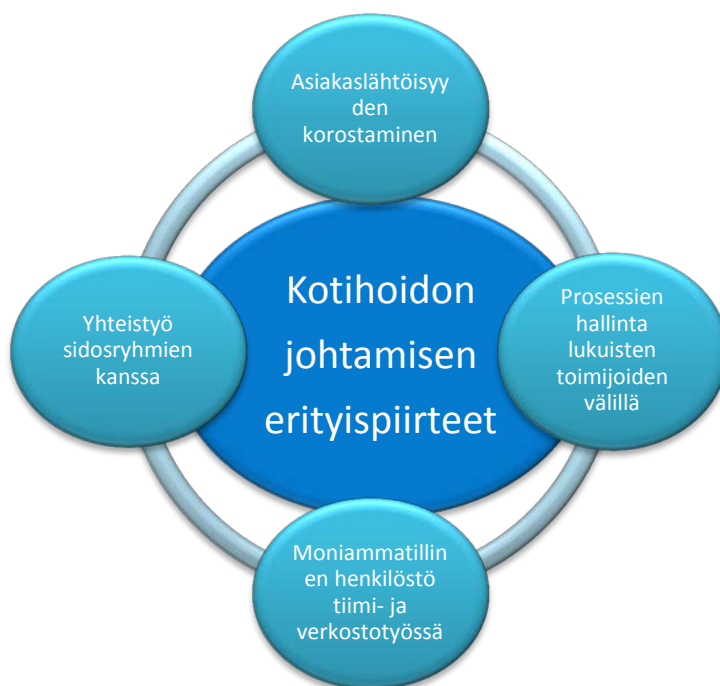 Asiakaslähtöisyy
den
korostaminen
Kotihoidon
johtamisen
erityispiirteet
Prosessien
hallinta
lukuisten
toimijoiden
välillä
Yhteistyö
sidosryhmien
kanssa
Moniammatillin
en henkilöstö
tiimi- ja
verkostotyössä